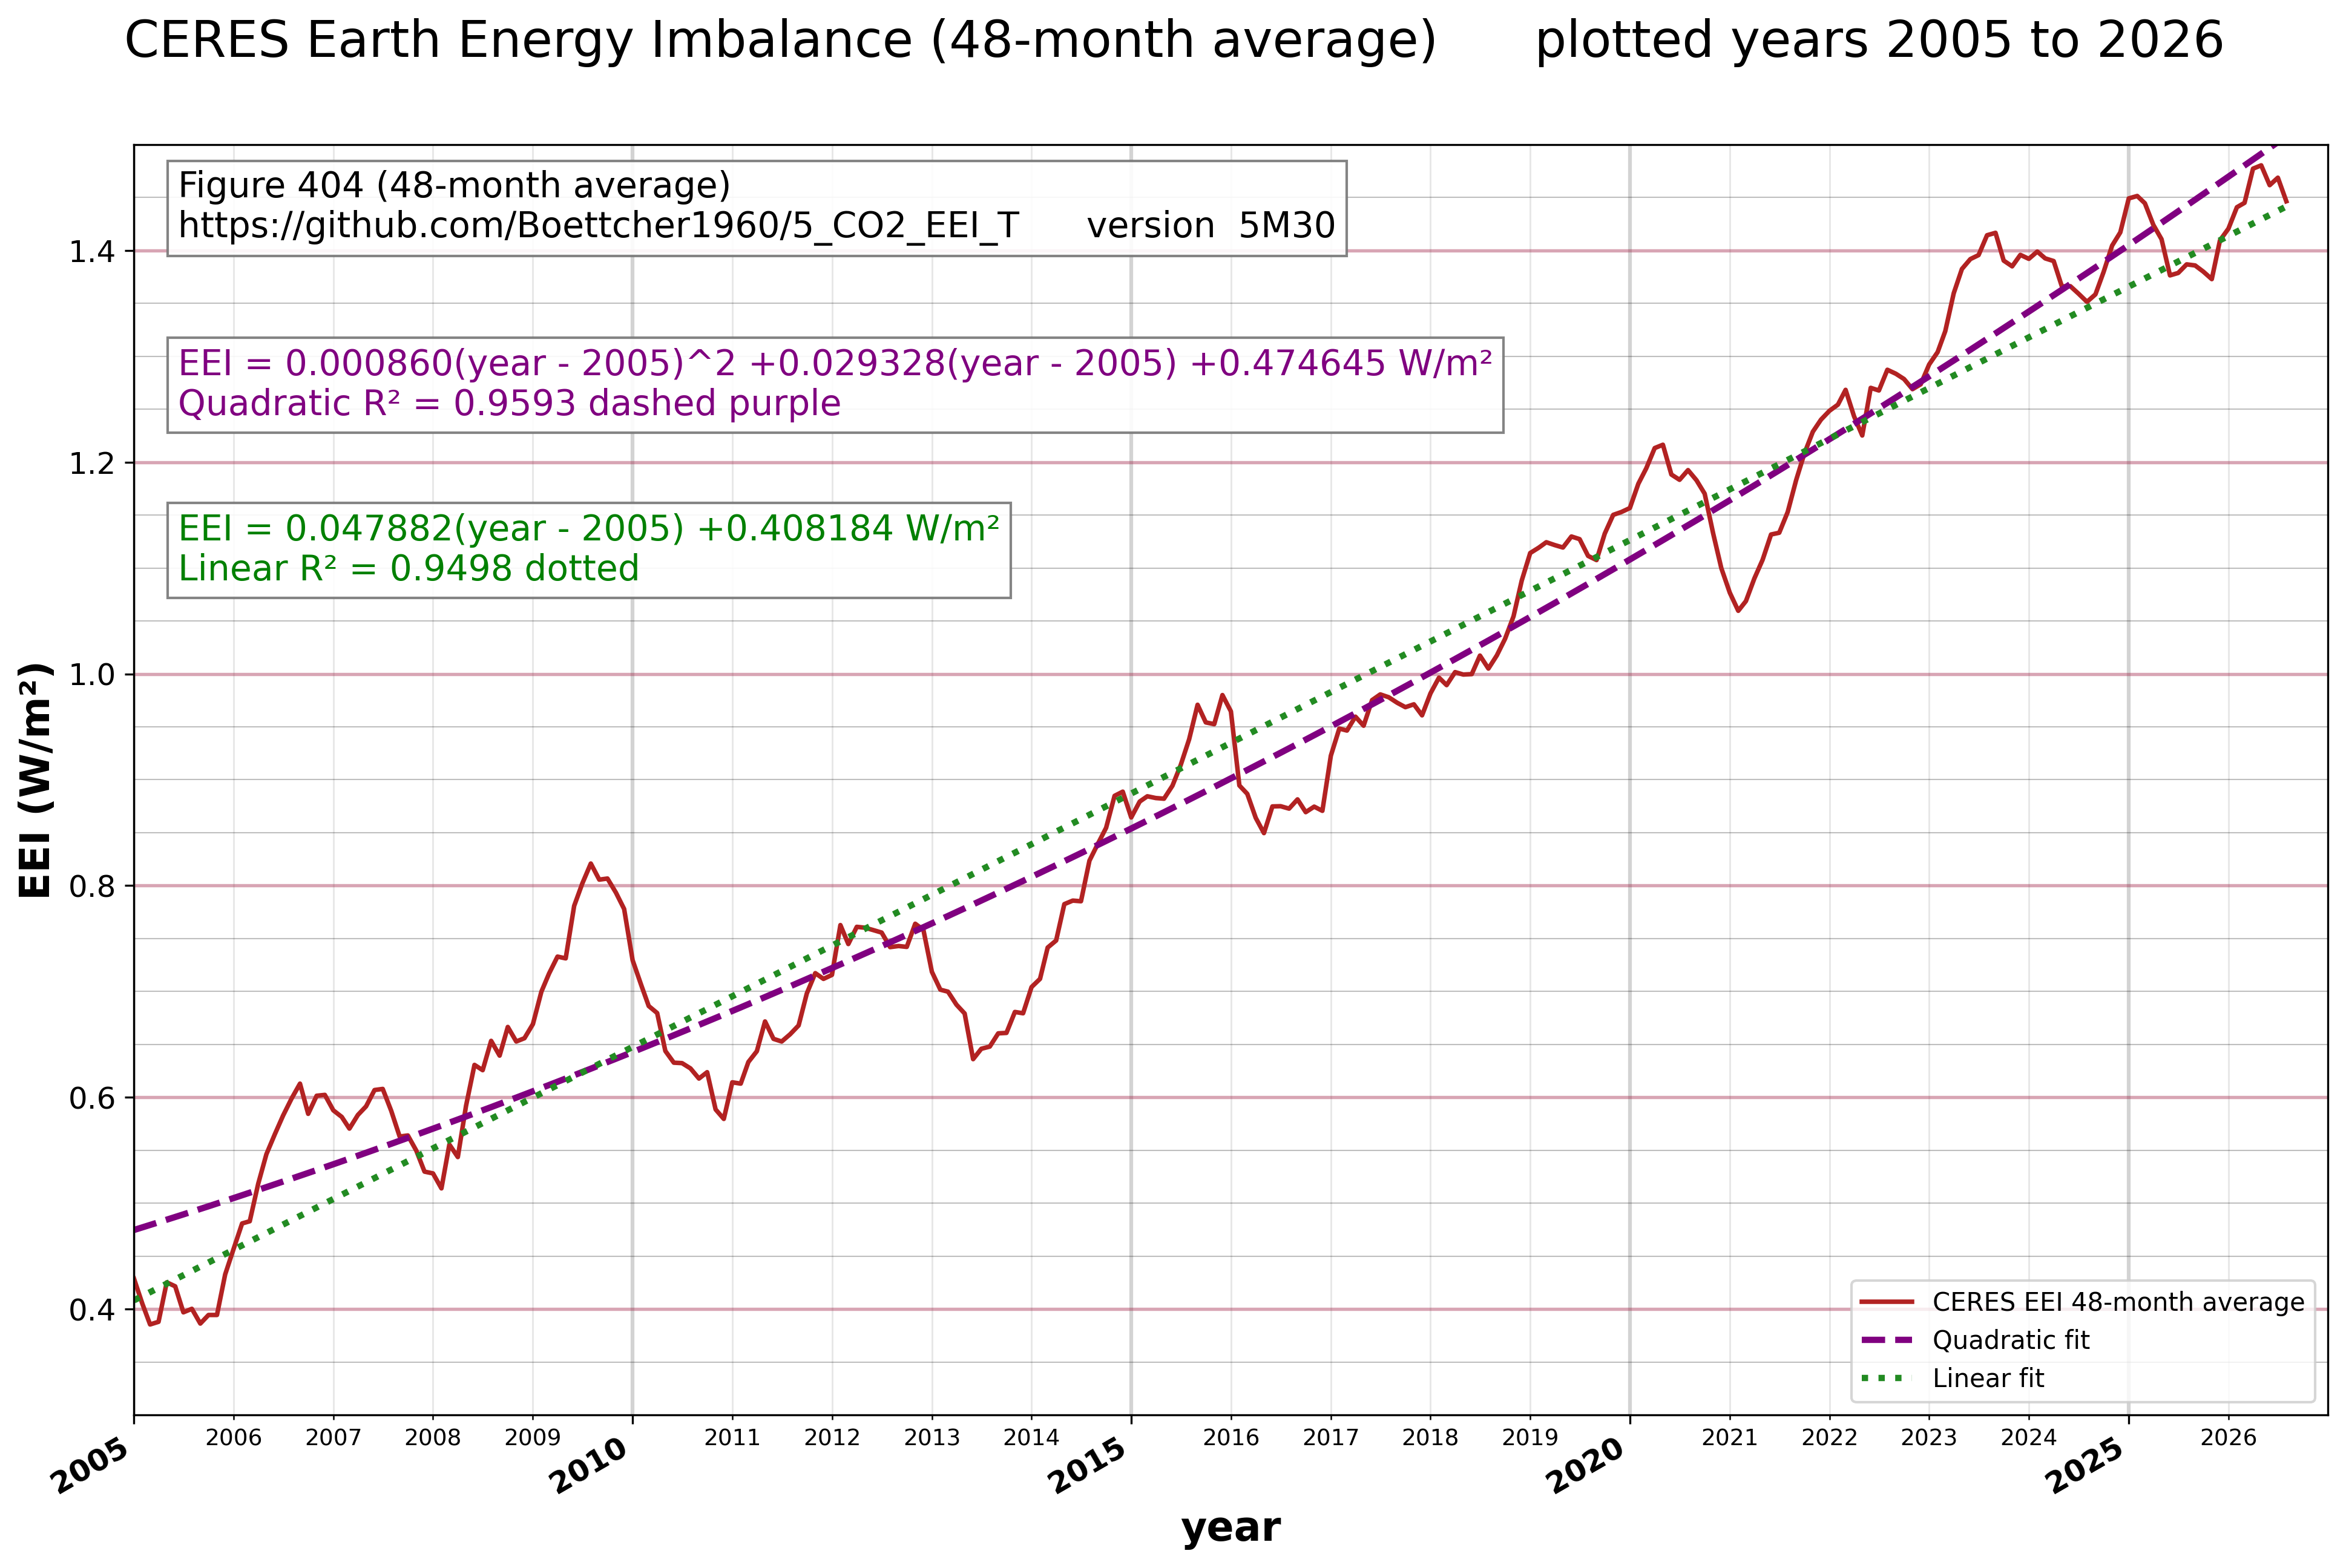 CERES Earth Energy Imbalance (48-month average)      plotted years 2005 to 2026
Figure 404 (48-month average)
https://github.com/Boettcher1960/5_CO2_EEI_T      version  5M30
EEI = 0.000860(year - 2005)^2 +0.029328(year - 2005) +0.474645 W/m²
Quadratic R² = 0.9593 dashed purple
EEI = 0.047882(year - 2005) +0.408184 W/m²
Linear R² = 0.9498 dotted
EEI (W/m²)
1.4
1.2
1.0
0.8
0.6
0.4
CERES EEI 48-month average
Quadratic fit
Linear fit
2005 2006 2007 2008 2009 2010 2011 2012 2013 2014 2015 2016 2017 2018 2019 2020 2021 2022 2023 2024 2025 2026
year